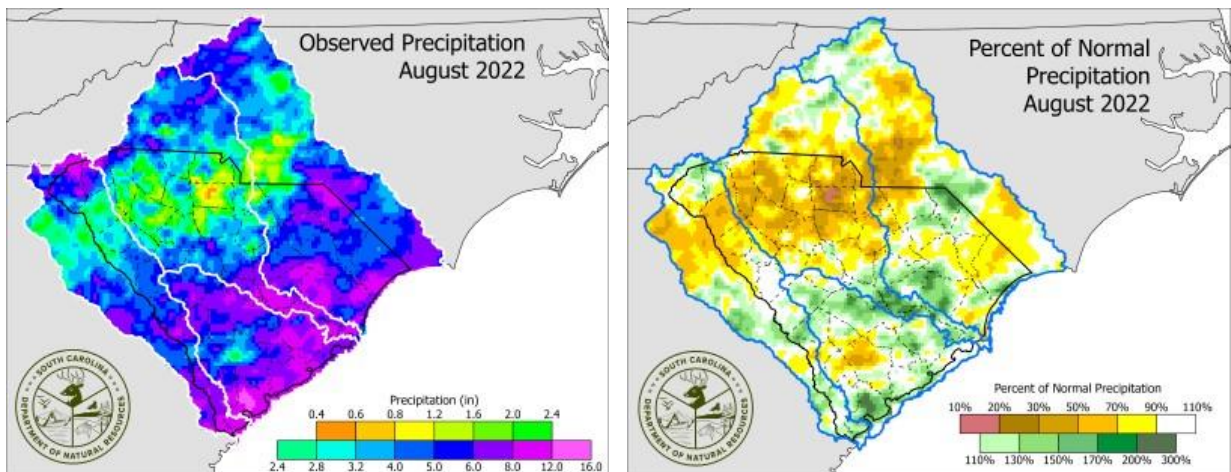 Observed Precipitation
August 2022
SOUTH CAROLINA
DEPARTMENT OF NATURAL RESOURCES
Precipitation (in)
0.4 0.6 0.8 1.2 1.6 2.0 2.4
2.4 2.8 3.2 4.0 5.0 6.0 8.0 12.0 16.0
Percent of Normal
Precipitation
August 2022
SOUTH CAROLINA
DEPARTMENT OF NATURAL RESOURCES
Percent of Normal Precipitation
10% 20% 30% 50% 70% 90% 110%
110% 130% 150% 170% 200% 300%